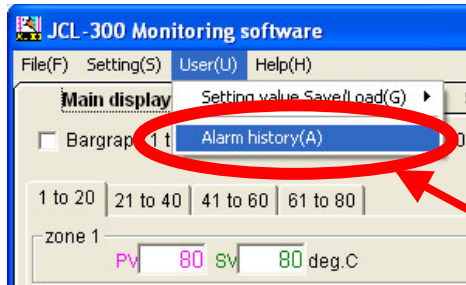 JCL-300 Monitoring software
File(F) Setting(S) User(U) Help(H)
Main display Setting value Save/Load(G)
Bargrap 1 t Alarm history(A)
1 to 20 21 to 40 41 to 60 61 to 80
zone 1
PV 80 SV 80 deg.C